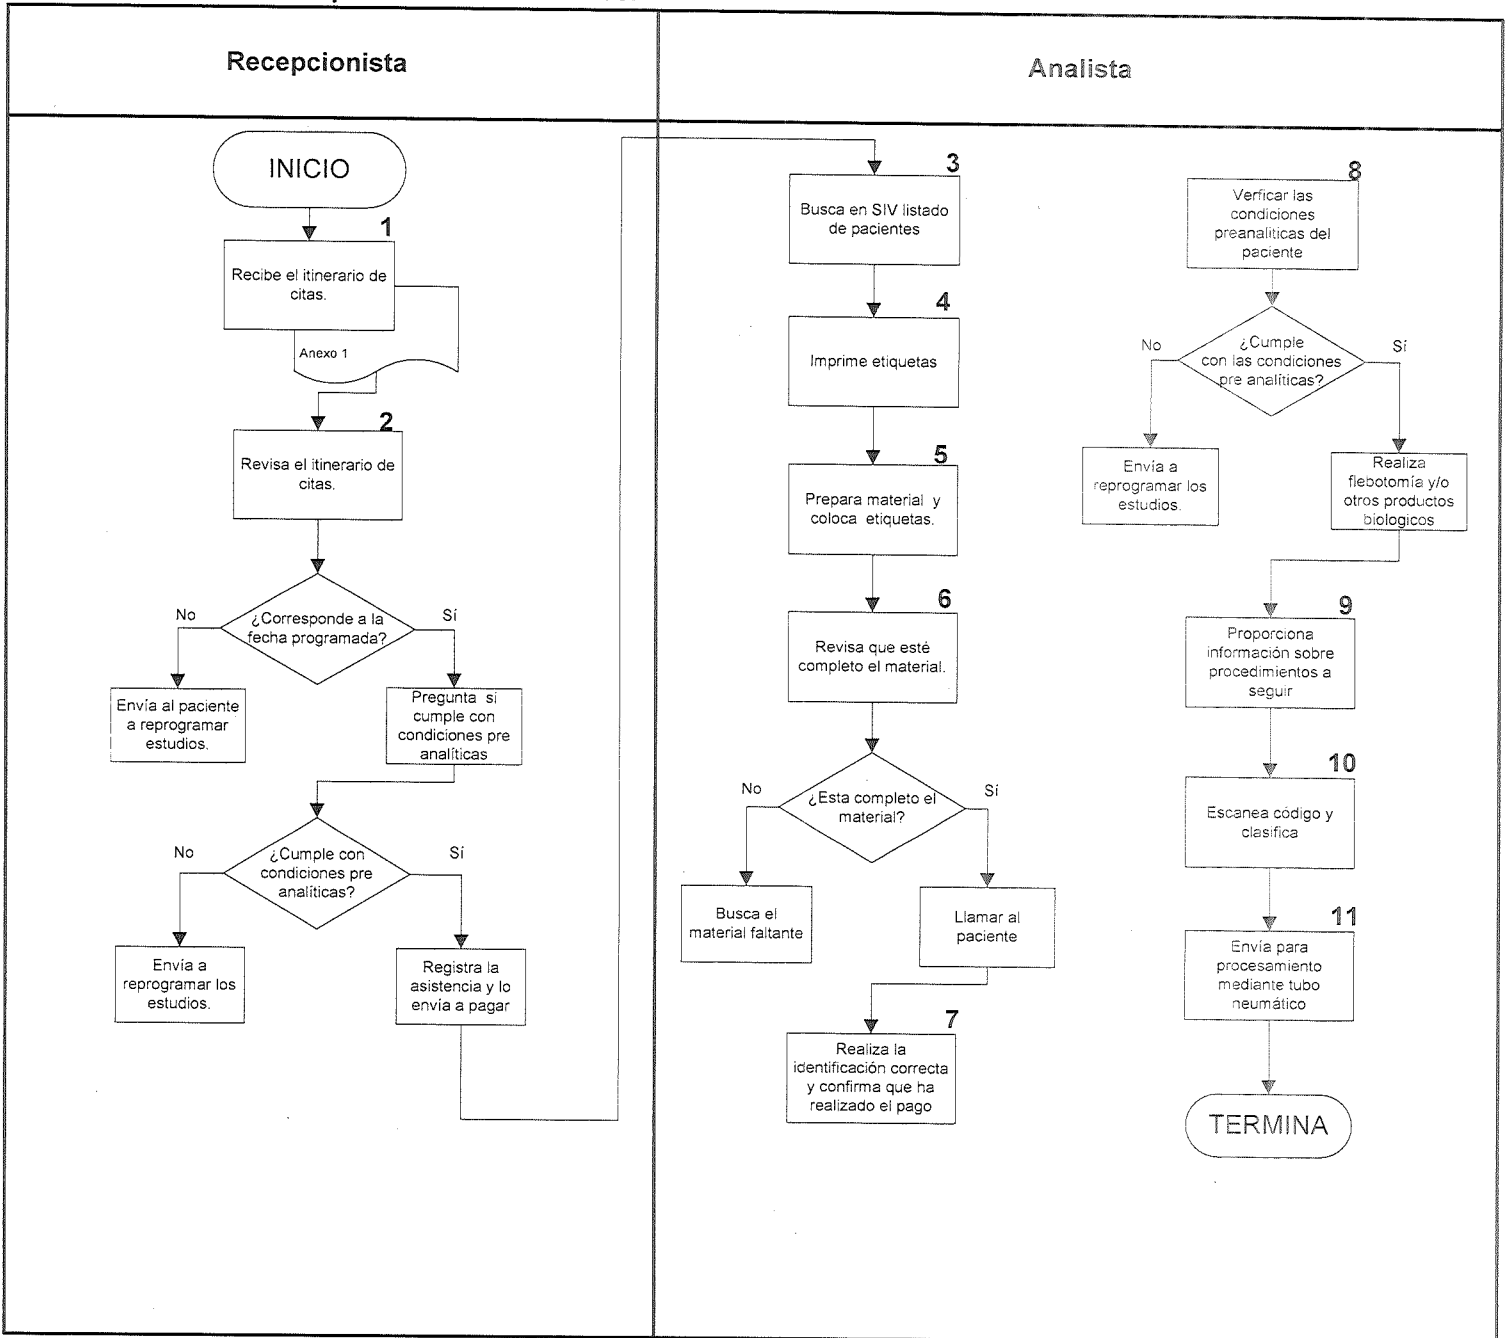 Recepcionista
Analista
INICIO
1
Recibe el itinerario de
citas.
Anexo 1
2
Revisa el itinerario de
citas.
¿Corresponde a la
fecha programada?
No
Sí
Envía al paciente
a reprogramar
estudios.
Pregunta si
cumple con
condiciones pre
analíticas
¿Cumple con
condiciones pre
analíticas?
No
Sí
Envía a
reprogramar los
estudios.
Registra la
asistencia y lo
envía a pagar
3
Busca en SIV listado
de pacientes
4
Imprime etiquetas
5
Prepara material y
coloca etiquetas.
6
Revisa que esté
completo el material.
¿Esta completo el
material?
No
Sí
Busca el
material faltante
Llamar al
paciente
7
Realiza la
identificación correcta
y confirma que ha
realizado el pago
8
Verficar las
condiciones
preanaliticas del
paciente
¿Cumple
con las condiciones
pre analíticas?
No
Sí
Envía a
reprogramar los
estudios.
Realiza
flebotomía y/o
otros productos
biologicos
9
Proporciona
información sobre
procedimientos a
seguir
10
Escanea código y
clasifica
11
Envía para
procesamiento
mediante tubo
neumático
TERMINA